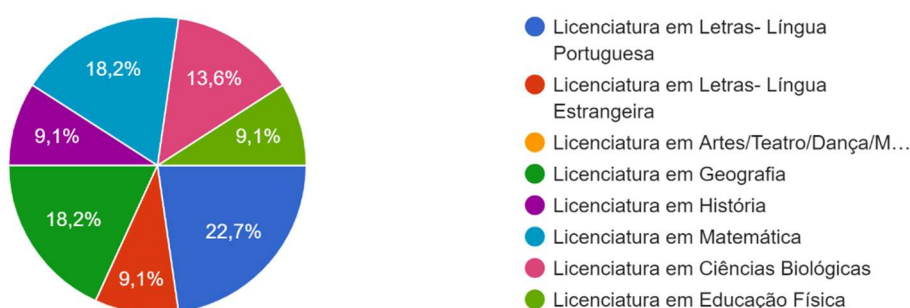 18,2%
13,6%
9,1%
9,1%
18,2%
22,7%
9,1%
Licenciatura em Letras- Língua
Portuguesa
Licenciatura em Letras- Língua
Estrangeira
Licenciatura em Artes/Teatro/Dança/M…
Licenciatura em Geografia
Licenciatura em História
Licenciatura em Matemática
Licenciatura em Ciências Biológicas
Licenciatura em Educação Física